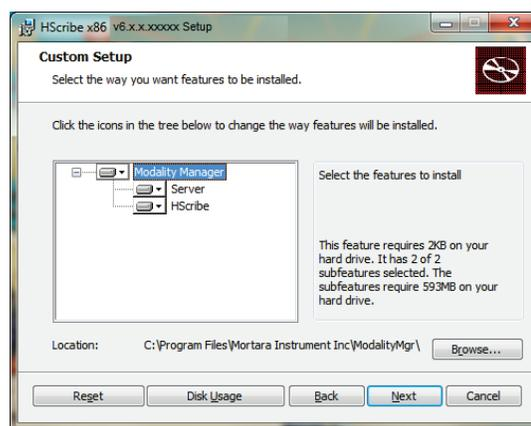 HScribe x86 v6.x.x.xxxxx Setup
Custom Setup
Select the way you want features to be installed.
Click the icons in the tree below to change the way features will be installed.
Modality Manager
Server
HScribe
Select the features to install
This feature requires 2KB on your
hard drive. It has 2 of 2
subfeatures selected. The
subfeatures require 593MB on your
hard drive.
Location: C:\Program Files\Mortara Instrument Inc\ModalityMgr\
Browse...
Reset Disk Usage Back Next Cancel